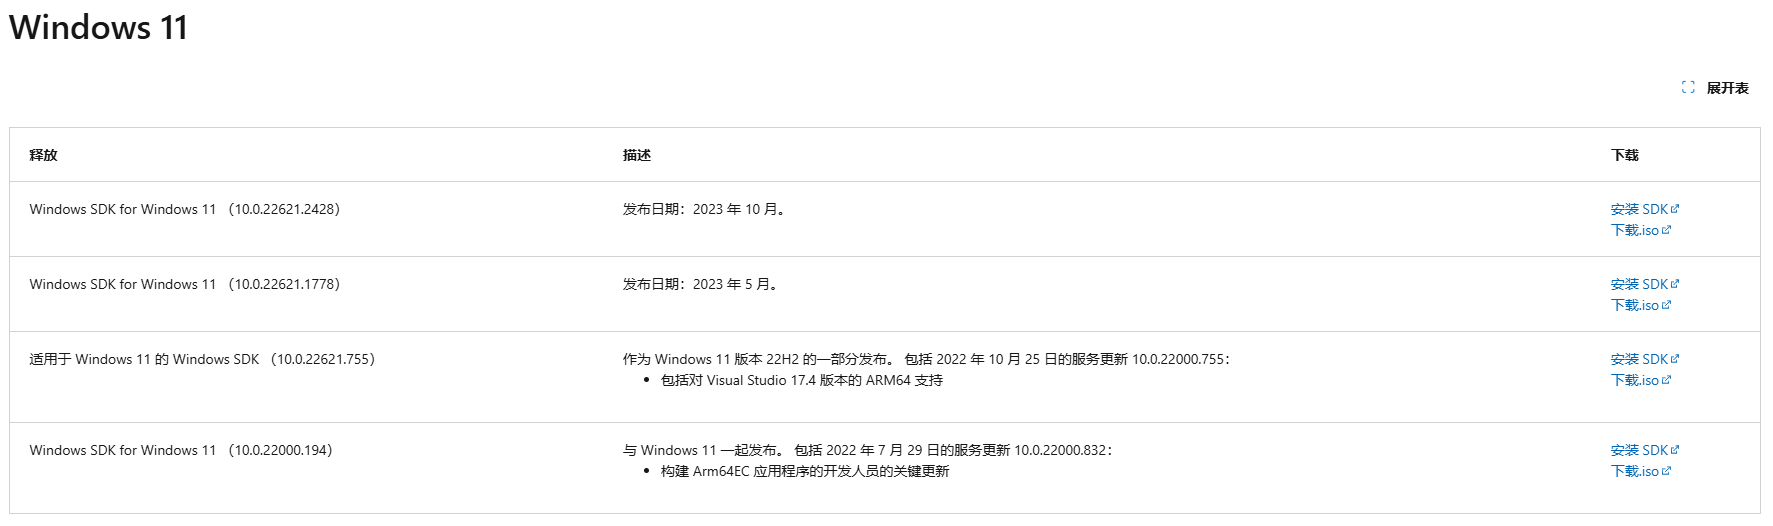 Windows 11
展开表
释放 描述 下载
Windows SDK for Windows 11 （10.0.22621.2428） 发布日期：2023 年 10 月。 安装 SDK
下载.iso
Windows SDK for Windows 11 （10.0.22621.1778） 发布日期：2023 年 5 月。 安装 SDK
下载.iso
适用于 Windows 11 的 Windows SDK （10.0.22621.755） 作为 Windows 11 版本 22H2 的一部分发布。 包括 2022 年 10 月 25 日的服务更新 10.0.22000.755： 安装 SDK
• 包括对 Visual Studio 17.4 版本的 ARM64 支持 下载.iso
Windows SDK for Windows 11 （10.0.22000.194） 与 Windows 11 一起发布。 包括 2022 年 7 月 29 日的服务更新 10.0.22000.832： 安装 SDK
• 构建 Arm64EC 应用程序的开发人员的关键更新 下载.iso